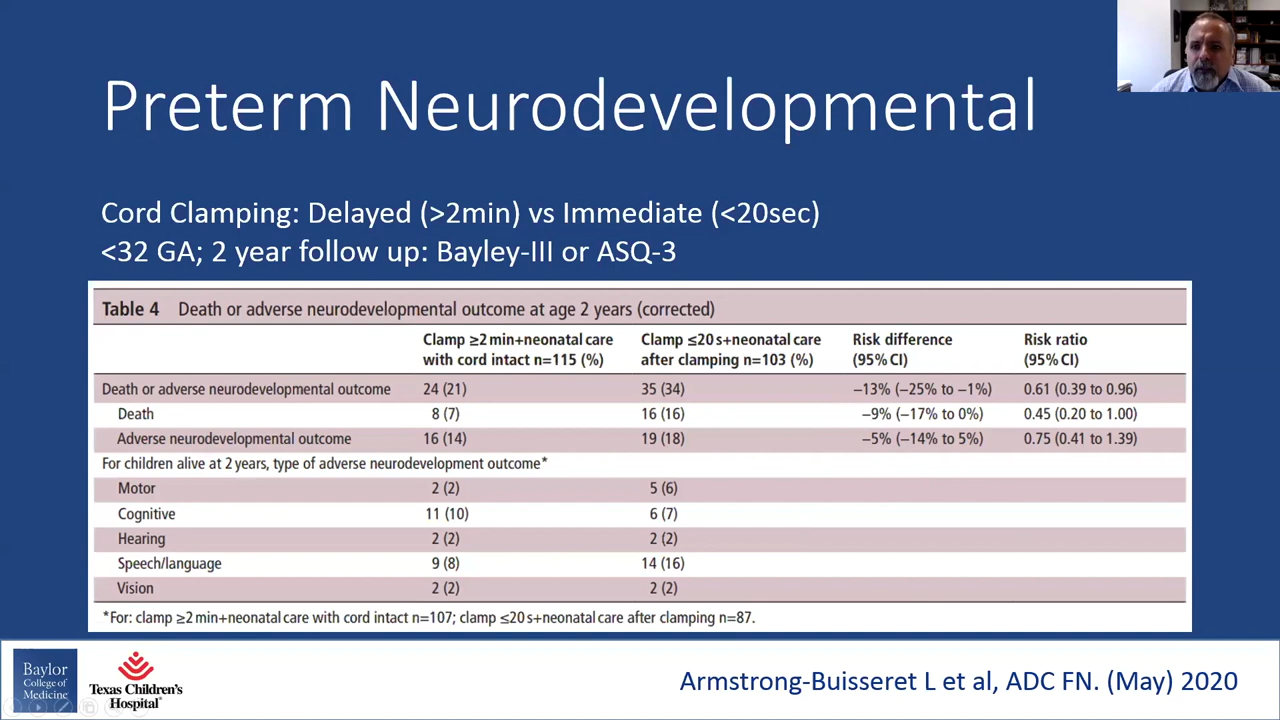 Preterm Neurodevelopmental
Cord Clamping: Delayed (>2min) vs Immediate (<20sec)
<32 GA; 2 year follow up: Bayley-III or ASQ-3
Table 4 Death or adverse neurodevelopmental outcome at age 2 years (corrected)
Clamp ≥2 min+neonatal care with cord intact n=115 (%) Clamp ≤20 s+neonatal care after clamping n=103 (%) Risk difference (95% CI) Risk ratio (95% CI)
Death or adverse neurodevelopmental outcome 24 (21) 35 (34) −13% (−25% to −1%) 0.61 (0.39 to 0.96)
Death 8 (7) 16 (16) −9% (−17% to 0%) 0.45 (0.20 to 1.00)
Adverse neurodevelopmental outcome 16 (14) 19 (18) −5% (−14% to 5%) 0.75 (0.41 to 1.39)
For children alive at 2 years, type of adverse neurodevelopment outcome*
Motor 2 (2) 5 (6)
Cognitive 11 (10) 6 (7)
Hearing 2 (2) 2 (2)
Speech/language 9 (8) 14 (16)
Vision 2 (2) 2 (2)
*For: clamp ≥2 min+neonatal care with cord intact n=107; clamp ≤20 s+neonatal care after clamping n=87.
Baylor
College of
Medicine
Texas Children's
Hospital®
Armstrong-Buisseret L et al, ADC FN. (May) 2020